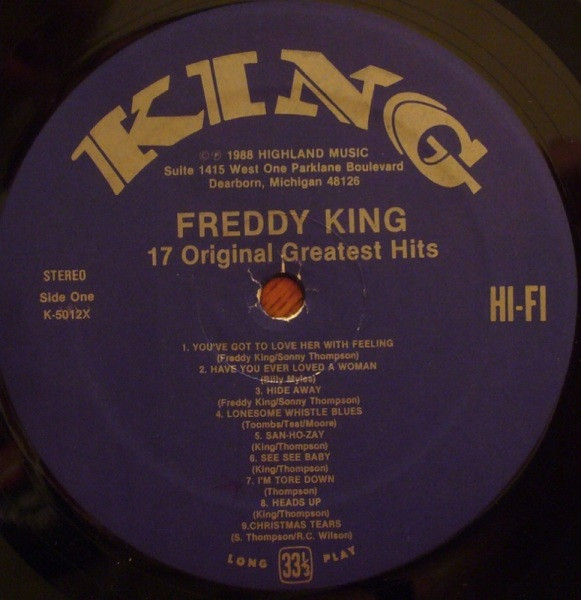 KING
© ℗ 1988 HIGHLAND MUSIC
Suite 1415 West One Parklane Boulevard
Dearborn, Michigan 48126
FREDDY KING
17 Original Greatest Hits
STEREO
Side One
K-5012X
HI-FI
1. YOU'VE GOT TO LOVE HER WITH FEELING
(Freddy King/Sonny Thompson)
2. HAVE YOU EVER LOVED A WOMAN
(Billy Myles)
3. HIDE AWAY
(Freddy King/Sonny Thompson)
4. LONESOME WHISTLE BLUES
(Toombs/Teat/Moore)
5. SAN-HO-ZAY
(King/Thompson)
6. SEE SEE BABY
(King/Thompson)
7. I'M TORE DOWN
(Thompson)
8. HEADS UP
(King/Thompson)
9.CHRISTMAS TEARS
(S. Thompson/R.C. Wilson)
LONG 33⅓ PLAY